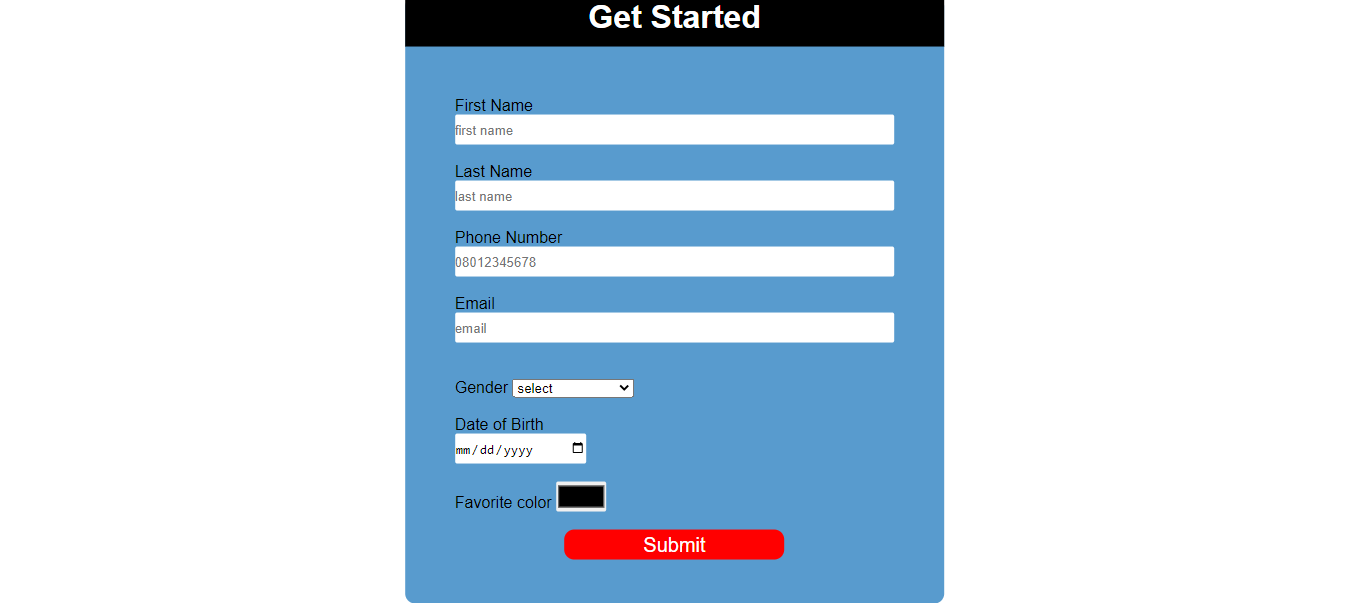 Get Started
First Name
first name
Last Name
last name
Phone Number
08012345678
Email
email
Gender select
Date of Birth
mm/dd/yyyy
Favorite color
Submit